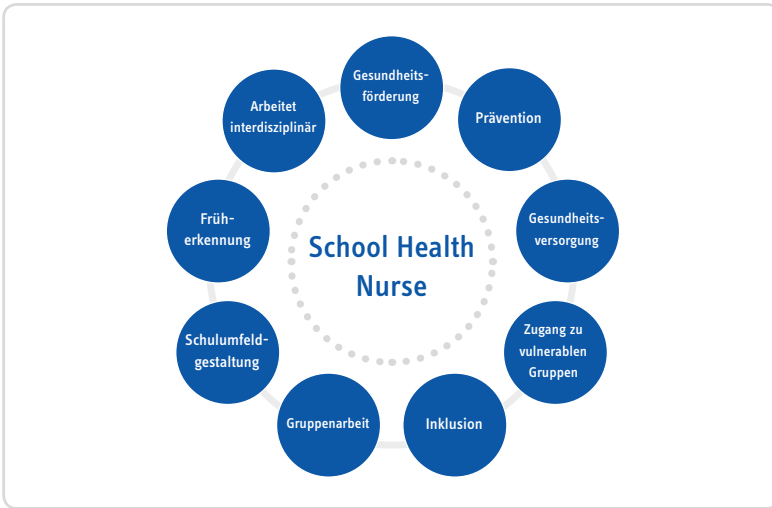 Gesundheits-
förderung
Prävention
Gesundheits-
versorgung
Zugang zu
vulnerablen
Gruppen
Inklusion
Gruppenarbeit
Schulumfeld-
gestaltung
Früh-
erkennung
Arbeitet
interdisziplinär
School Health
Nurse